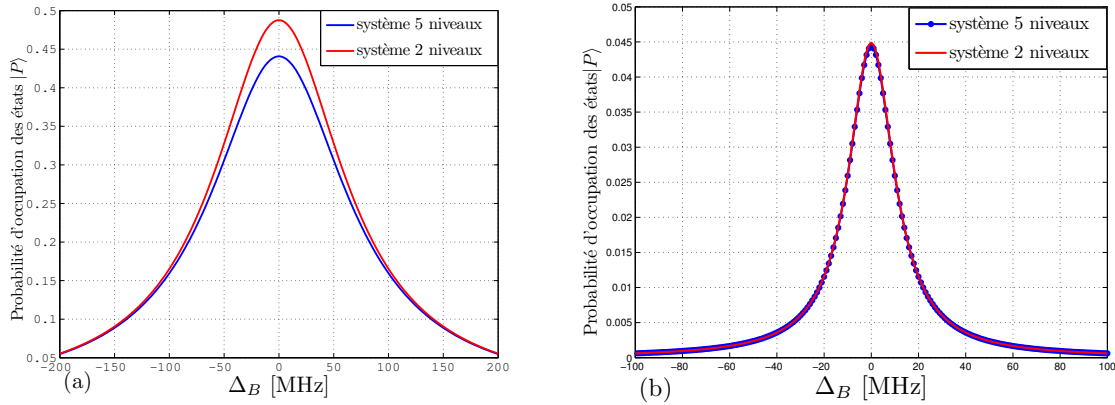 0.5
0.45
0.4
0.35
0.3
0.25
0.2
0.15
0.1
0.05
Probabilité d'occupation des états |P⟩
système 5 niveaux
système 2 niveaux
−200 −150 −100 −50 0 50 100 150 200
(a)
Δ_B [MHz]
0.05
0.045
0.04
0.035
0.03
0.025
0.02
0.015
0.01
0.005
0
Probabilité d'occupation des états|P⟩
système 5 niveaux
système 2 niveaux
−100 −80 −60 −40 −20 0 20 40 60 80 100
(b)
Δ_B [MHz]